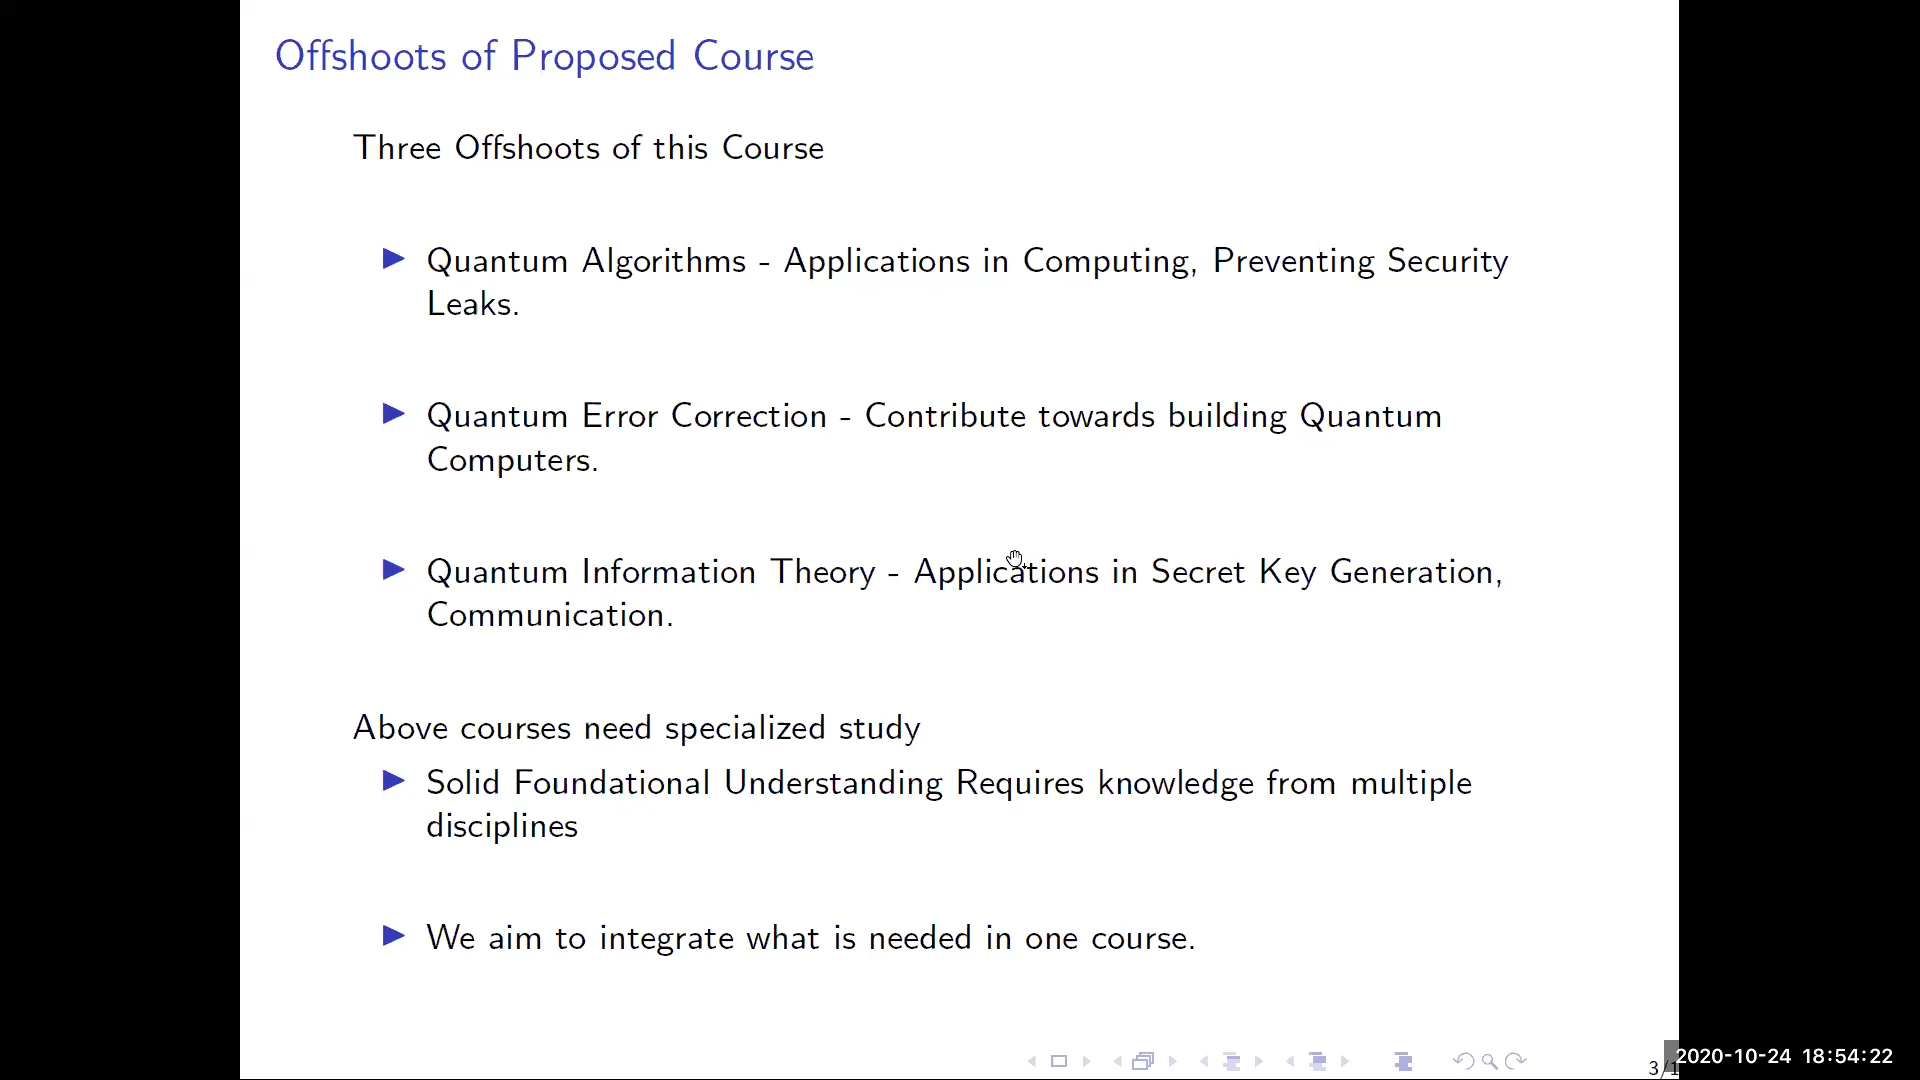 Offshoots of Proposed Course
Three Offshoots of this Course
Quantum Algorithms - Applications in Computing, Preventing Security
Leaks.
Quantum Error Correction - Contribute towards building Quantum
Computers.
Quantum Information Theory - Applications in Secret Key Generation,
Communication.
Above courses need specialized study
Solid Foundational Understanding Requires knowledge from multiple
disciplines
We aim to integrate what is needed in one course.
3/1
2020-10-24 18:54:22